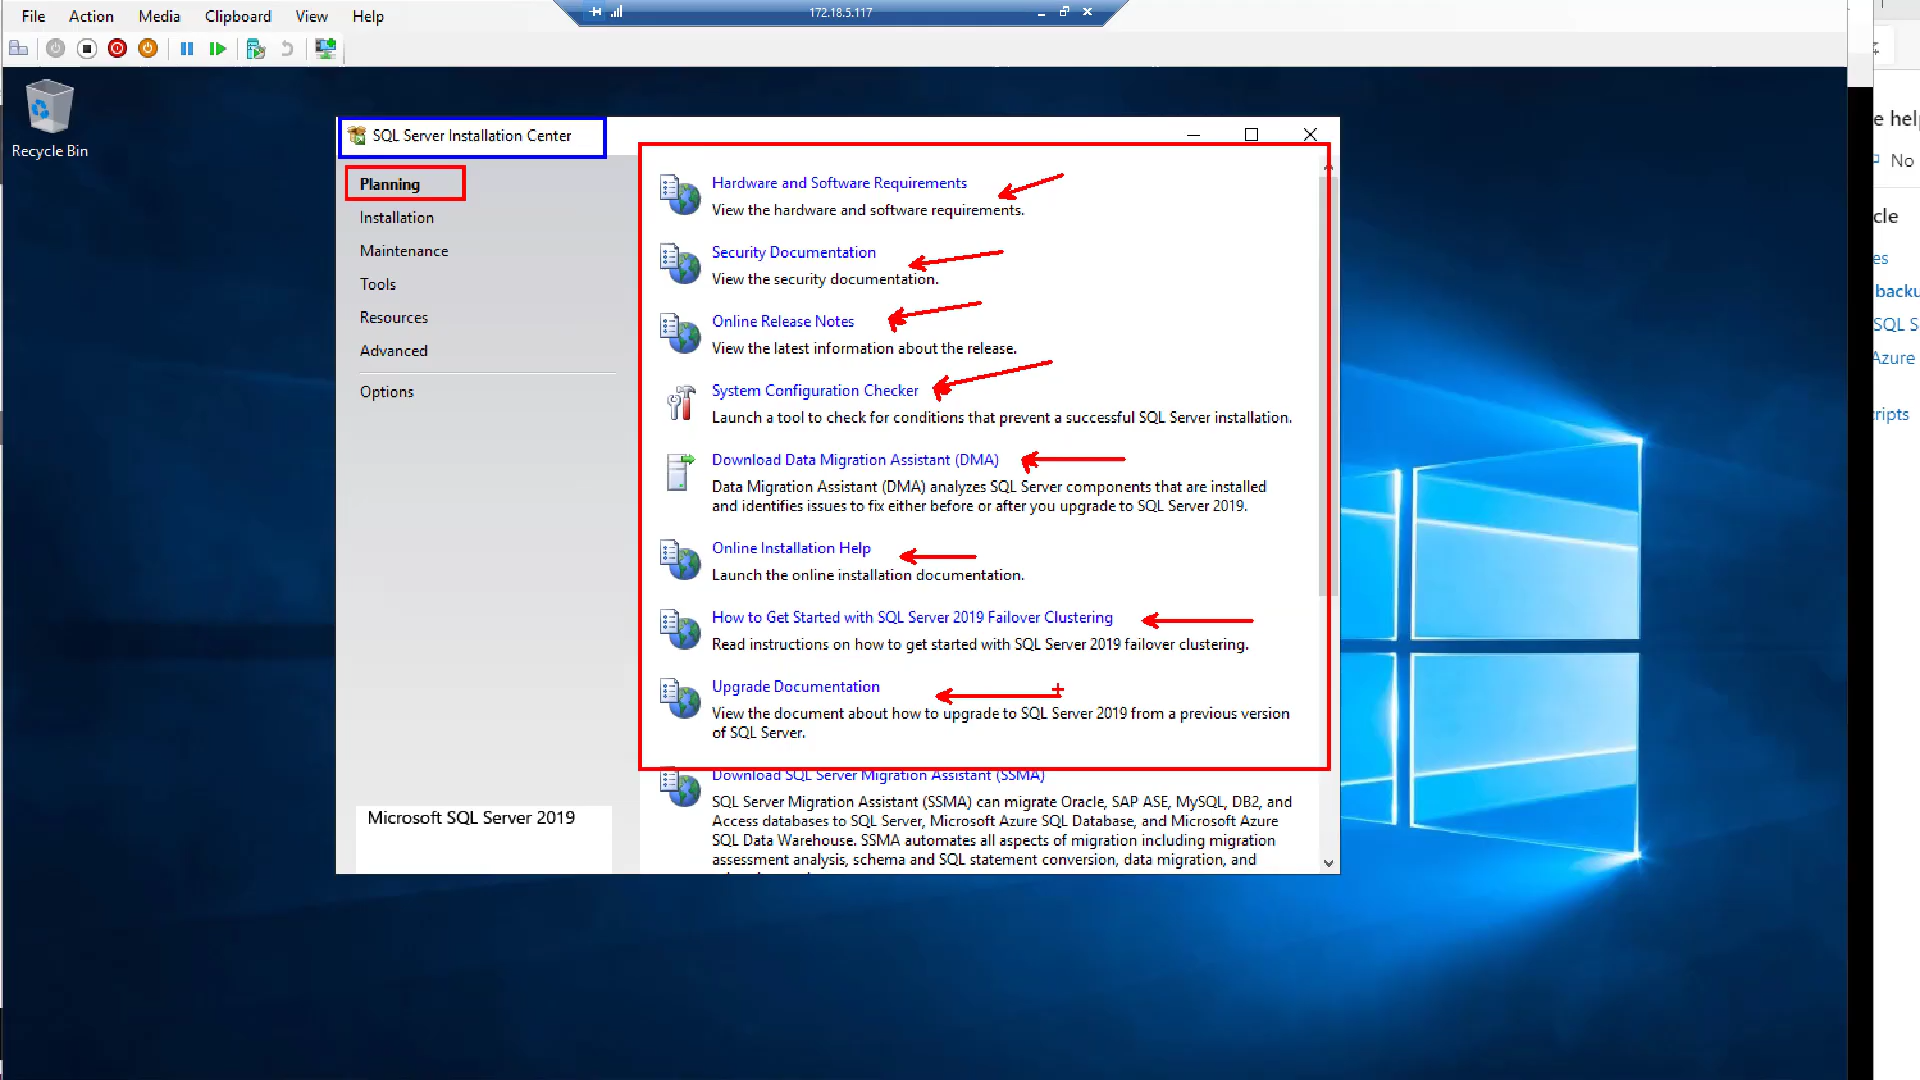 File Action Media Clipboard View Help
172.18.5.117
Recycle Bin
SQL Server Installation Center
Planning
Installation
Maintenance
Tools
Resources
Advanced
Options
Microsoft SQL Server 2019
Hardware and Software Requirements
View the hardware and software requirements.
Security Documentation
View the security documentation.
Online Release Notes
View the latest information about the release.
System Configuration Checker
Launch a tool to check for conditions that prevent a successful SQL Server installation.
Download Data Migration Assistant (DMA)
Data Migration Assistant (DMA) analyzes SQL Server components that are installed
and identifies issues to fix either before or after you upgrade to SQL Server 2019.
Online Installation Help
Launch the online installation documentation.
How to Get Started with SQL Server 2019 Failover Clustering
Read instructions on how to get started with SQL Server 2019 failover clustering.
Upgrade Documentation
View the document about how to upgrade to SQL Server 2019 from a previous version
of SQL Server.
Download SQL Server Migration Assistant (SSMA)
SQL Server Migration Assistant (SSMA) can migrate Oracle, SAP ASE, MySQL, DB2, and
Access databases to SQL Server, Microsoft Azure SQL Database, and Microsoft Azure
SQL Data Warehouse. SSMA automates all aspects of migration including migration
assessment analysis, schema and SQL statement conversion, data migration, and
e help
No
cle
es
backu
SQL S
Azure
cripts